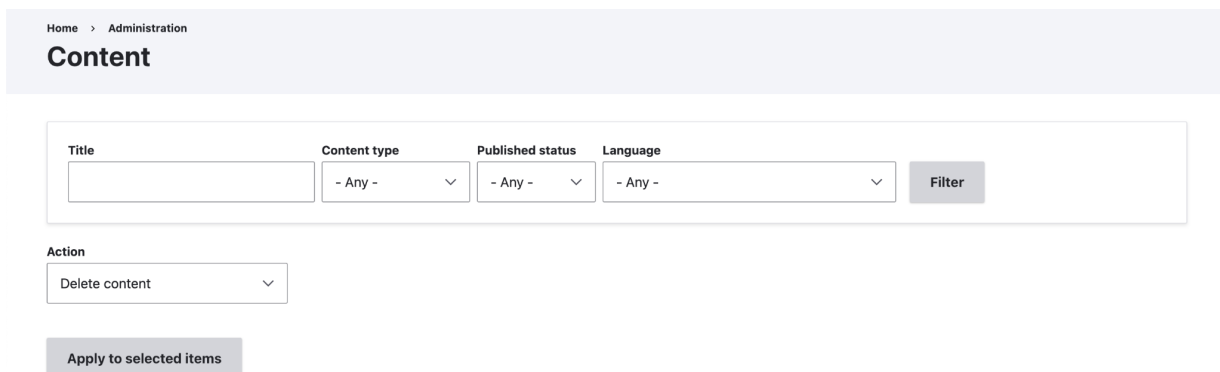 Home > Administration
Content
Title Content type Published status Language
- Any - - Any - - Any - Filter
Action
Delete content
Apply to selected items